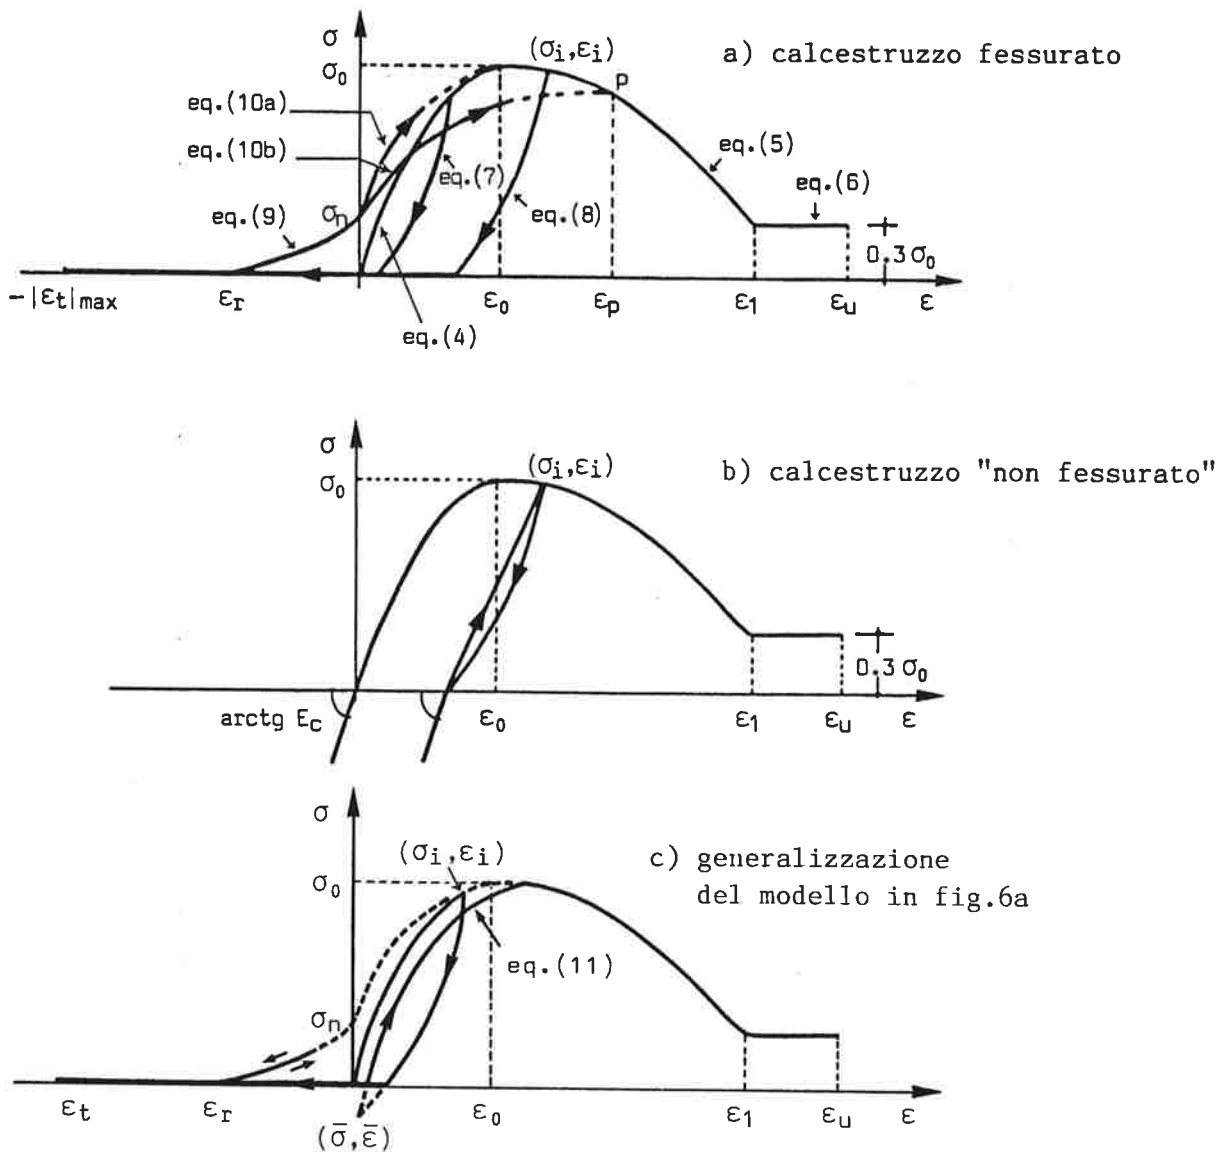 σ
(σi,εi)
a) calcestruzzo fessurato
σ0
P
eq.(10a)
eq.(10b)
eq.(5)
eq.(7)
eq.(6)
eq.(9)
σn
eq.(8)
0.3σ0
-|εt|max
εr
ε0
εp
ε1
εu
ε
eq.(4)
σ
(σi,εi)
b) calcestruzzo "non fessurato"
σ0
0.3σ0
arctg Ec
ε0
ε1
εu
ε
σ
(σi,εi)
c) generalizzazione
del modello in fig.6a
σ0
eq.(11)
σn
εt
εr
ε0
ε1
εu
ε
(σ̄,ε̄)